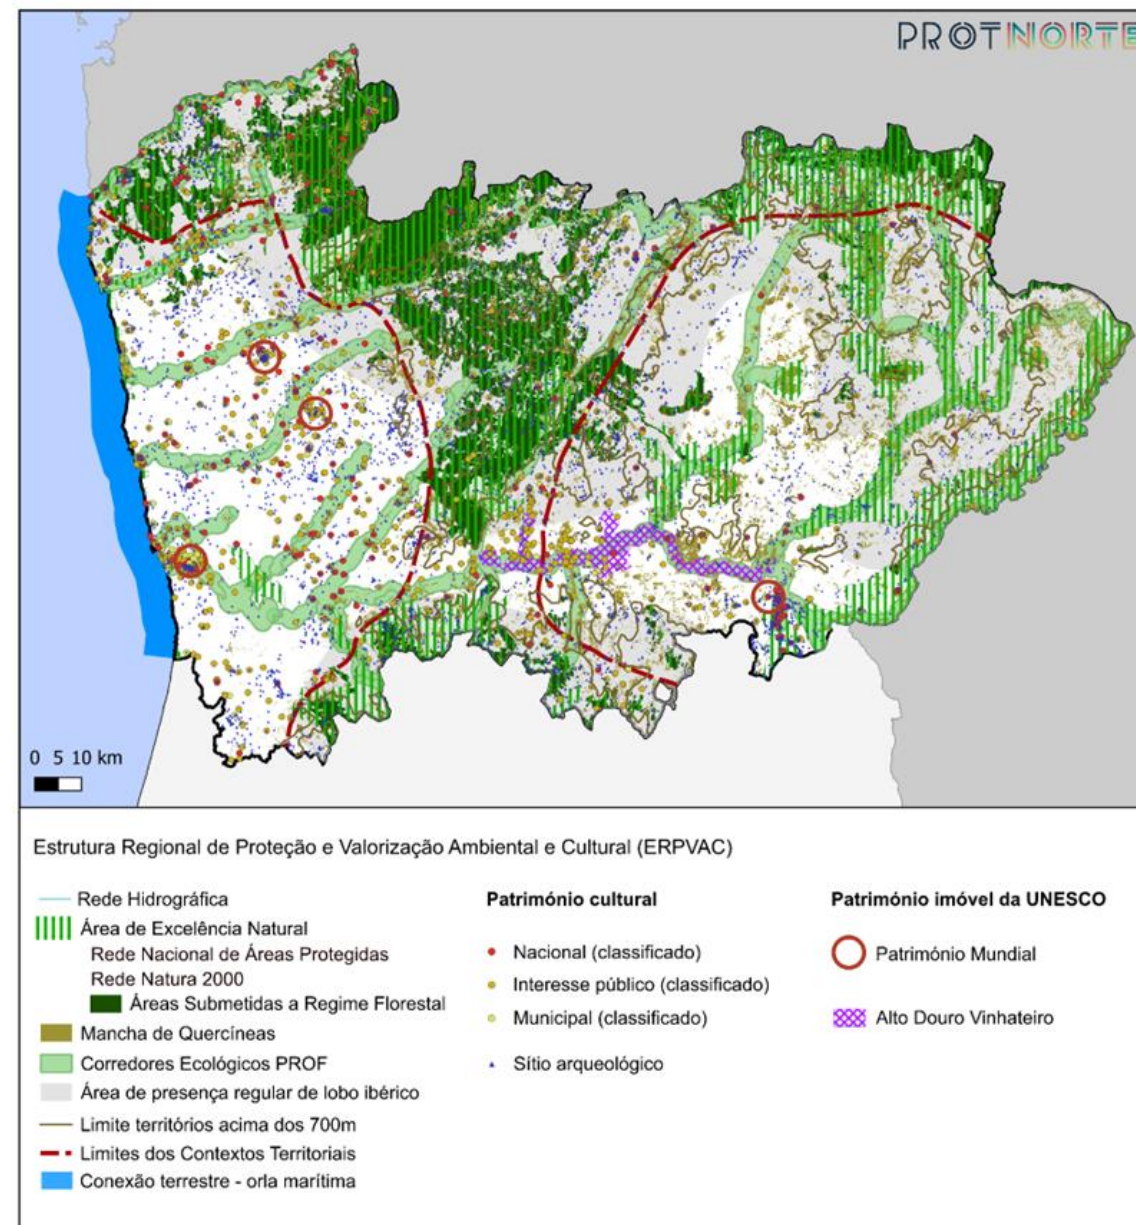 PROTNORTE
0 5 10 km
Estrutura Regional de Proteção e Valorização Ambiental e Cultural (ERPVAC)
Rede Hidrográfica
Área de Excelência Natural
Rede Nacional de Áreas Protegidas
Rede Natura 2000
Áreas Submetidas a Regime Florestal
Mancha de Quercíneas
Corredores Ecológicos PROF
Área de presença regular de lobo ibérico
Limite territórios acima dos 700m
Limites dos Contextos Territoriais
Conexão terrestre - orla marítima
Património cultural
Nacional (classificado)
Interesse público (classificado)
Municipal (classificado)
Sítio arqueológico
Património imóvel da UNESCO
Património Mundial
Alto Douro Vinhateiro